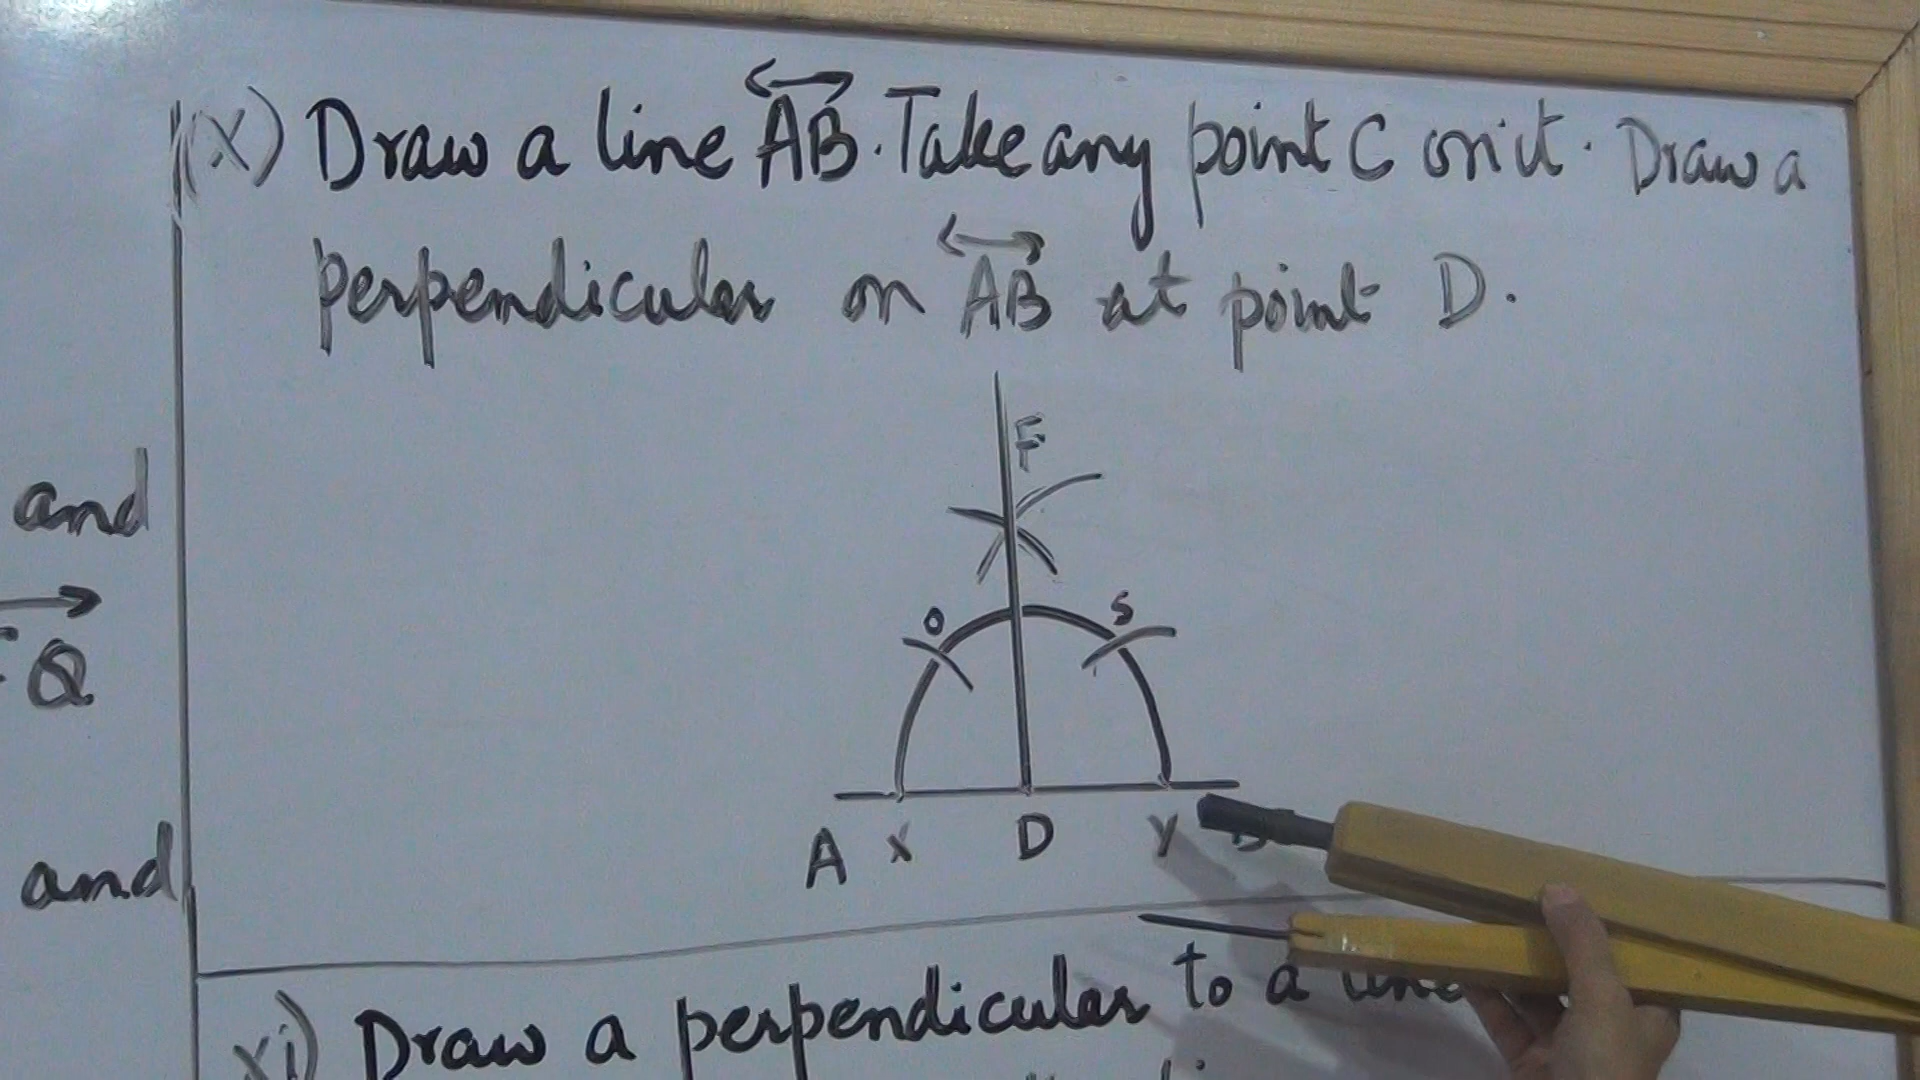 (x) Draw a line AB. Take any point C on it. Draw a
perpendicular on AB at point D.
and
F
O S
Q
A X D Y B
and
xi) Draw a perpendicular to a line